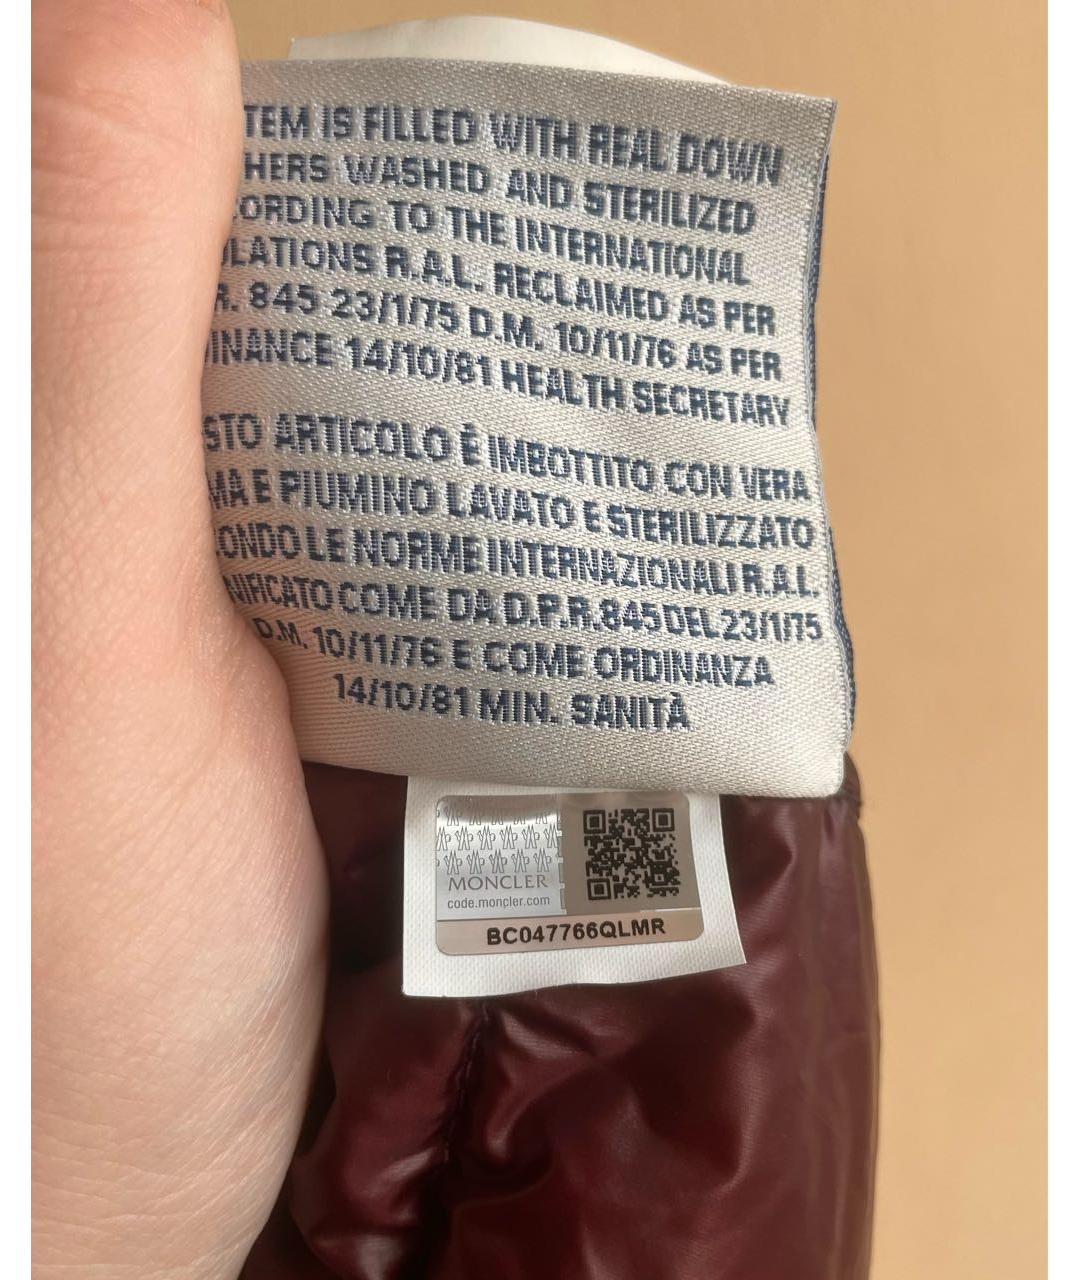 TEM IS FILLED WITH REAL DOWN
HERS WASHED AND STERILIZED
ORDING TO THE INTERNATIONAL
LATIONS R.A.L. RECLAIMED AS PER
R. 845 23/1/75 D.M. 10/11/76 AS PER
INANCE 14/10/81 HEALTH SECRETARY
STO ARTICOLO È IMBOTTITO CON VERA
MA E PIUMINO LAVATO E STERILIZZATO
ONDO LE NORME INTERNAZIONALI R.A.L.
NIFICATO COME DA D.P.R. 845 DEL 23/1/75
D.M. 10/11/76 E COME ORDINANZA
14/10/81 MIN. SANITÀ
MONCLER
code.moncler.com
BC047766QLMR